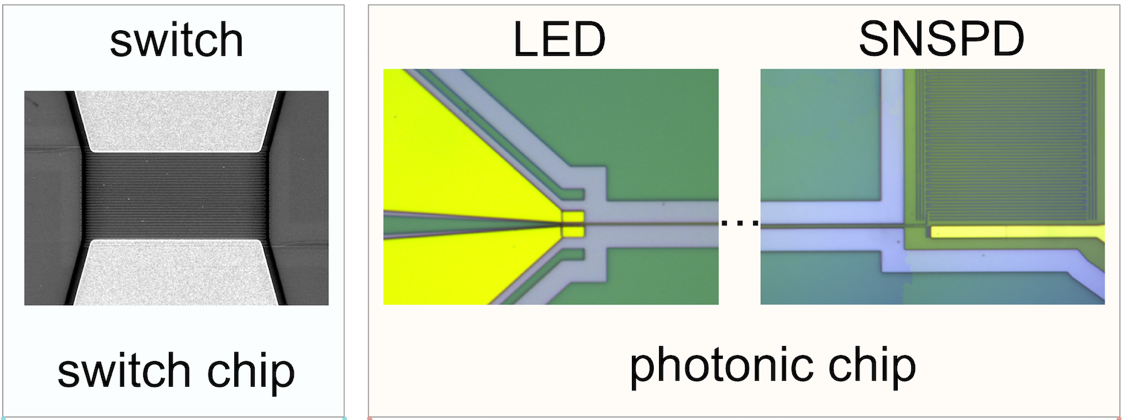 switch
LED
SNSPD
...
switch chip
photonic chip